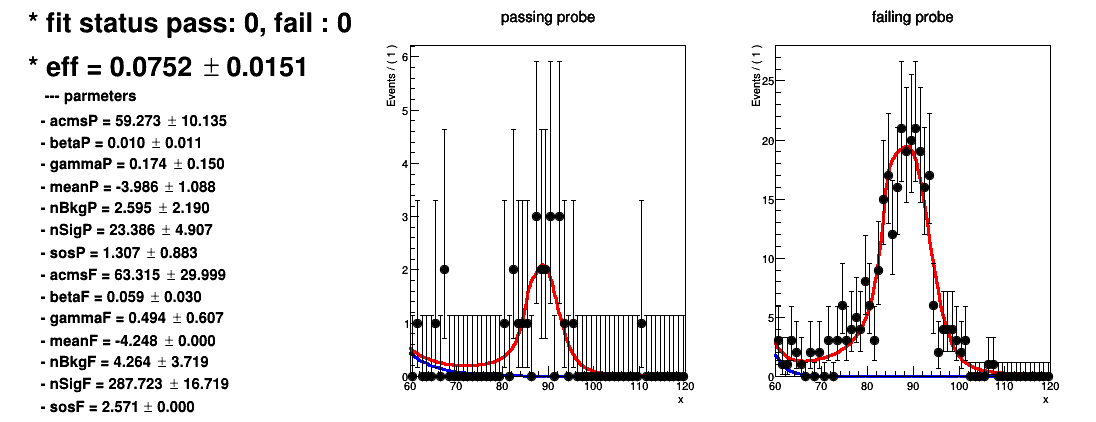 * fit status pass: 0, fail : 0
* eff = 0.0752 ± 0.0151
--- parmeters
- acmsP = 59.273 ± 10.135
- betaP = 0.010 ± 0.011
- gammaP = 0.174 ± 0.150
- meanP = -3.986 ± 1.088
- nBkgP = 2.595 ± 2.190
- nSigP = 23.386 ± 4.907
- sosP = 1.307 ± 0.883
- acmsF = 63.315 ± 29.999
- betaF = 0.059 ± 0.030
- gammaF = 0.494 ± 0.607
- meanF = -4.248 ± 0.000
- nBkgF = 4.264 ± 3.719
- nSigF = 287.723 ± 16.719
- sosF = 2.571 ± 0.000
passing probe
Events / ( 1 )
6
5
4
3
2
1
0
60 70 80 90 100 110 120
x
failing probe
Events / ( 1 )
25
20
15
10
5
0
60 70 80 90 100 110 120
x